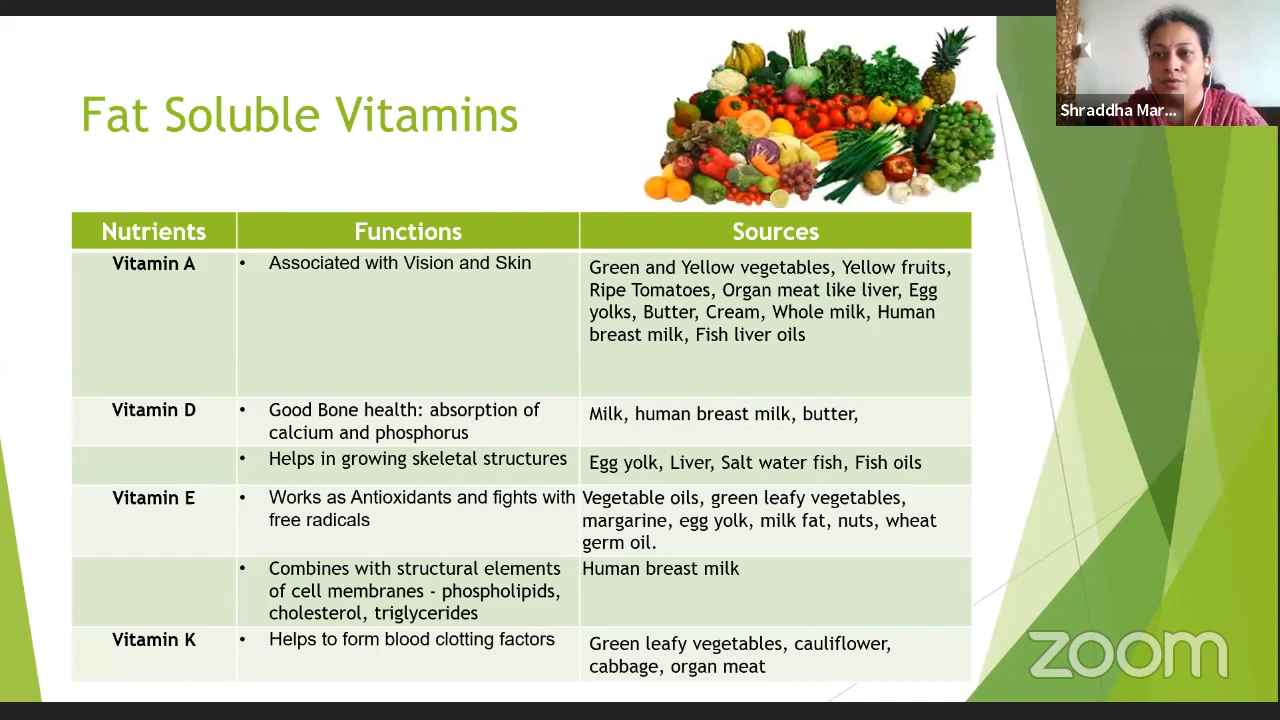 Fat Soluble Vitamins
Shraddha Mar...
Nutrients Functions Sources
Vitamin A
• Associated with Vision and Skin
Green and Yellow vegetables, Yellow fruits,
Ripe Tomatoes, Organ meat like liver, Egg
yolks, Butter, Cream, Whole milk, Human
breast milk, Fish liver oils
Vitamin D
• Good Bone health: absorption of
calcium and phosphorus
Milk, human breast milk, butter,
• Helps in growing skeletal structures
Egg yolk, Liver, Salt water fish, Fish oils
Vitamin E
• Works as Antioxidants and fights with
free radicals
Vegetable oils, green leafy vegetables,
margarine, egg yolk, milk fat, nuts, wheat
germ oil.
• Combines with structural elements
of cell membranes - phospholipids,
cholesterol, triglycerides
Human breast milk
Vitamin K
• Helps to form blood clotting factors
Green leafy vegetables, cauliflower,
cabbage, organ meat
zoom